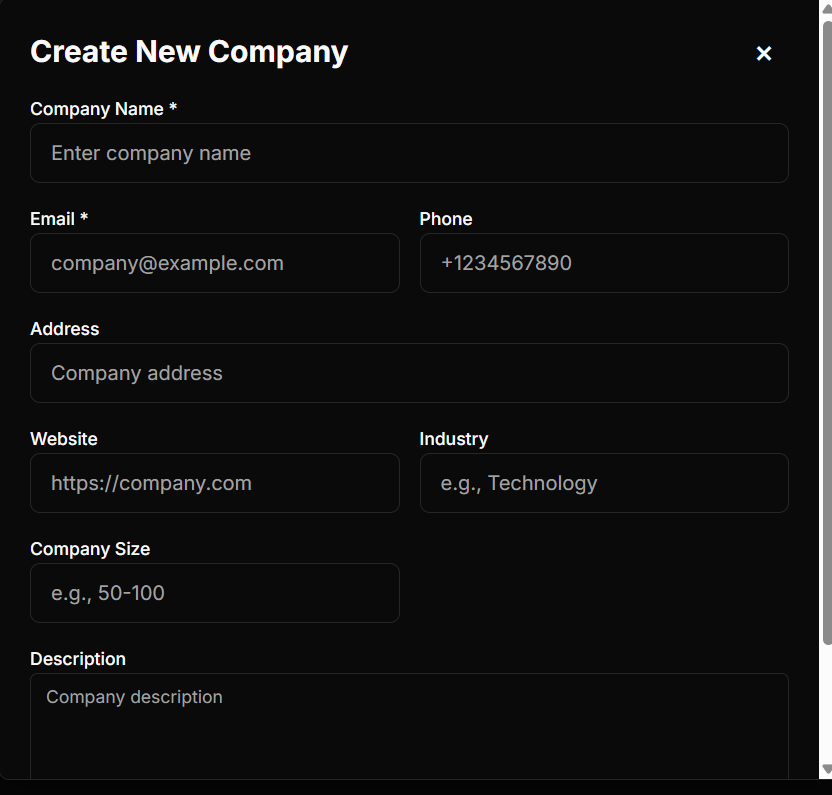 Create New Company
×
Company Name *
Enter company name
Email *
Phone
company@example.com
+1234567890
Address
Company address
Website
Industry
https://company.com
e.g., Technology
Company Size
e.g., 50-100
Description
Company description